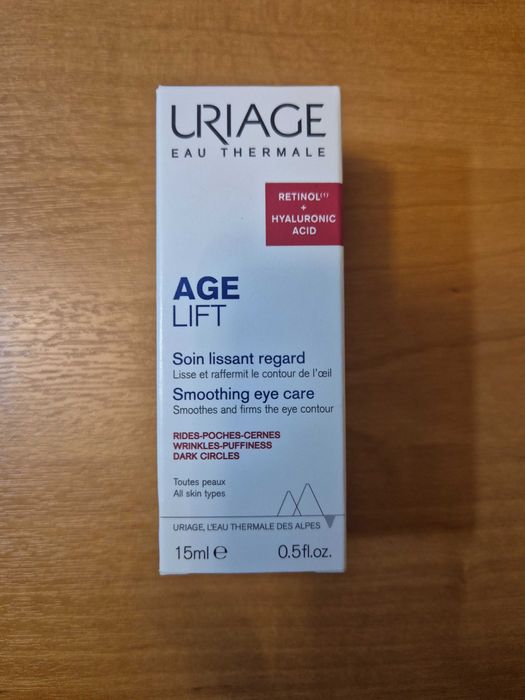 URIAGE
EAU THERMALE
RETINOL⁽¹⁾
+
HYALURONIC
ACID
AGE
LIFT
Soin lissant regard
Lisse et raffermit le contour de l'œil
Smoothing eye care
Smoothes and firms the eye contour
RIDES-POCHES-CERNES
WRINKLES-PUFFINESS
DARK CIRCLES
Toutes peaux
All skin types
URIAGE, L'EAU THERMALE DES ALPES
15ml ℮ 0.5fl.oz.